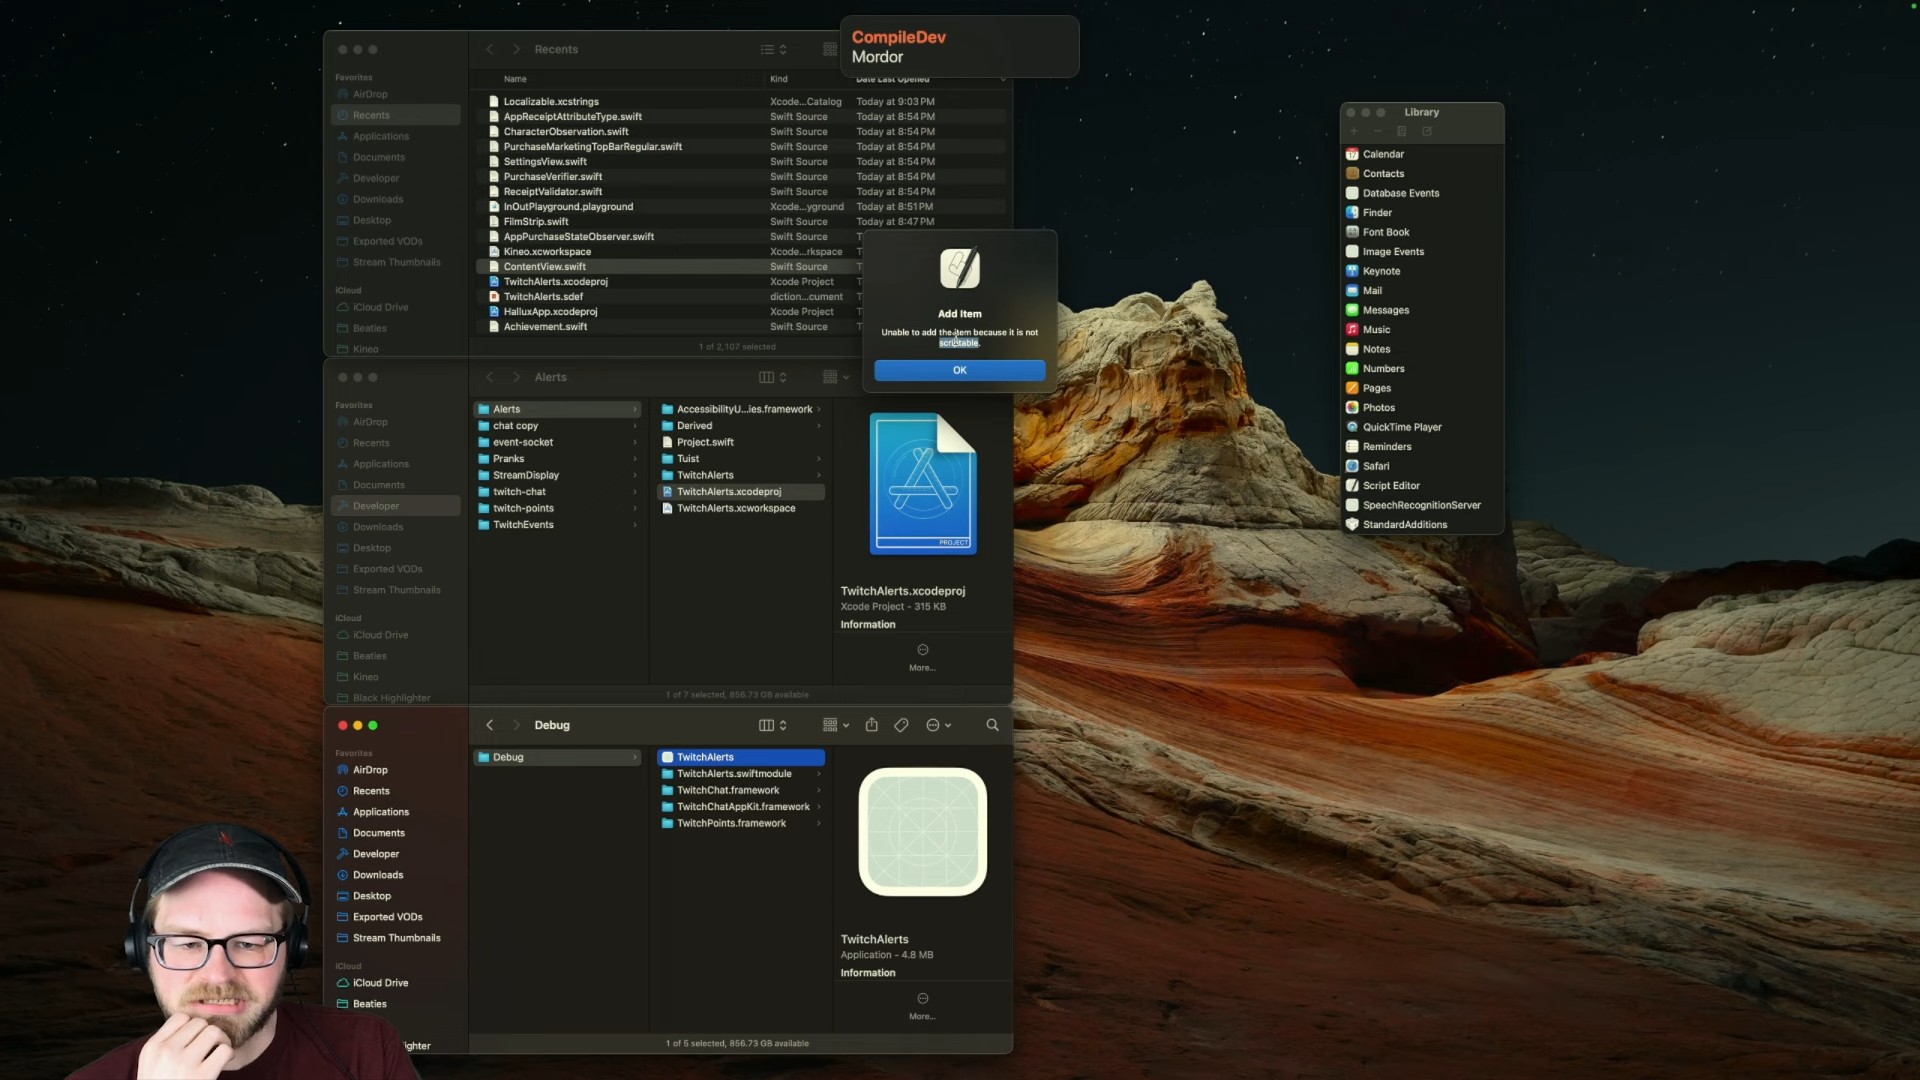 CompileDev
Mordor
Recents
Favorites
AirDrop
Recents
Applications
Documents
Developer
Downloads
Desktop
Exported VODs
Stream Thumbnails
iCloud
iCloud Drive
Beaties
Kineo
Name Kind Date Last Opened
Localizable.xcstrings Xcode...Catalog Today at 9:03 PM
AppReceiptAttributeType.swift Swift Source Today at 8:54 PM
CharacterObservation.swift Swift Source Today at 8:54 PM
PurchaseMarketingTopBarRegular.swift Swift Source Today at 8:54 PM
SettingsView.swift Swift Source Today at 8:54 PM
PurchaseVerifier.swift Swift Source Today at 8:54 PM
ReceiptValidator.swift Swift Source Today at 8:54 PM
InOutPlayground.playground Xcode...yground Today at 8:51 PM
FilmStrip.swift Swift Source Today at 8:47 PM
AppPurchaseStateObserver.swift Swift Source
Kineo.xcworkspace Xcode...rkspace
ContentView.swift Swift Source
TwitchAlerts.xcodeproj Xcode Project
TwitchAlerts.sdef diction...cument
HalluxApp.xcodeproj Xcode Project
Achievement.swift Swift Source
1 of 2,107 selected
Add Item
Unable to add the item because it is not
scriptable.
OK
Library
Calendar
Contacts
Database Events
Finder
Font Book
Image Events
Keynote
Mail
Messages
Music
Notes
Numbers
Pages
Photos
QuickTime Player
Reminders
Safari
Script Editor
SpeechRecognitionServer
StandardAdditions
Alerts
Favorites
AirDrop
Recents
Applications
Documents
Developer
Downloads
Desktop
Exported VODs
Stream Thumbnails
iCloud
iCloud Drive
Beaties
Kineo
Black Highlighter
Alerts
chat copy
event-socket
Pranks
StreamDisplay
twitch-chat
twitch-points
TwitchEvents
AccessibilityU...ies.framework
Derived
Project.swift
Tuist
TwitchAlerts
TwitchAlerts.xcodeproj
TwitchAlerts.xcworkspace
PROJECT
TwitchAlerts.xcodeproj
Xcode Project - 315 KB
Information
More...
1 of 7 selected, 856.73 GB available
Debug
Favorites
AirDrop
Recents
Applications
Documents
Developer
Downloads
Desktop
Exported VODs
Stream Thumbnails
iCloud
iCloud Drive
Beaties
ighter
Debug
TwitchAlerts
TwitchAlerts.swiftmodule
TwitchChat.framework
TwitchChatAppKit.framework
TwitchPoints.framework
TwitchAlerts
Application - 4.8 MB
Information
More...
1 of 5 selected, 856.73 GB available